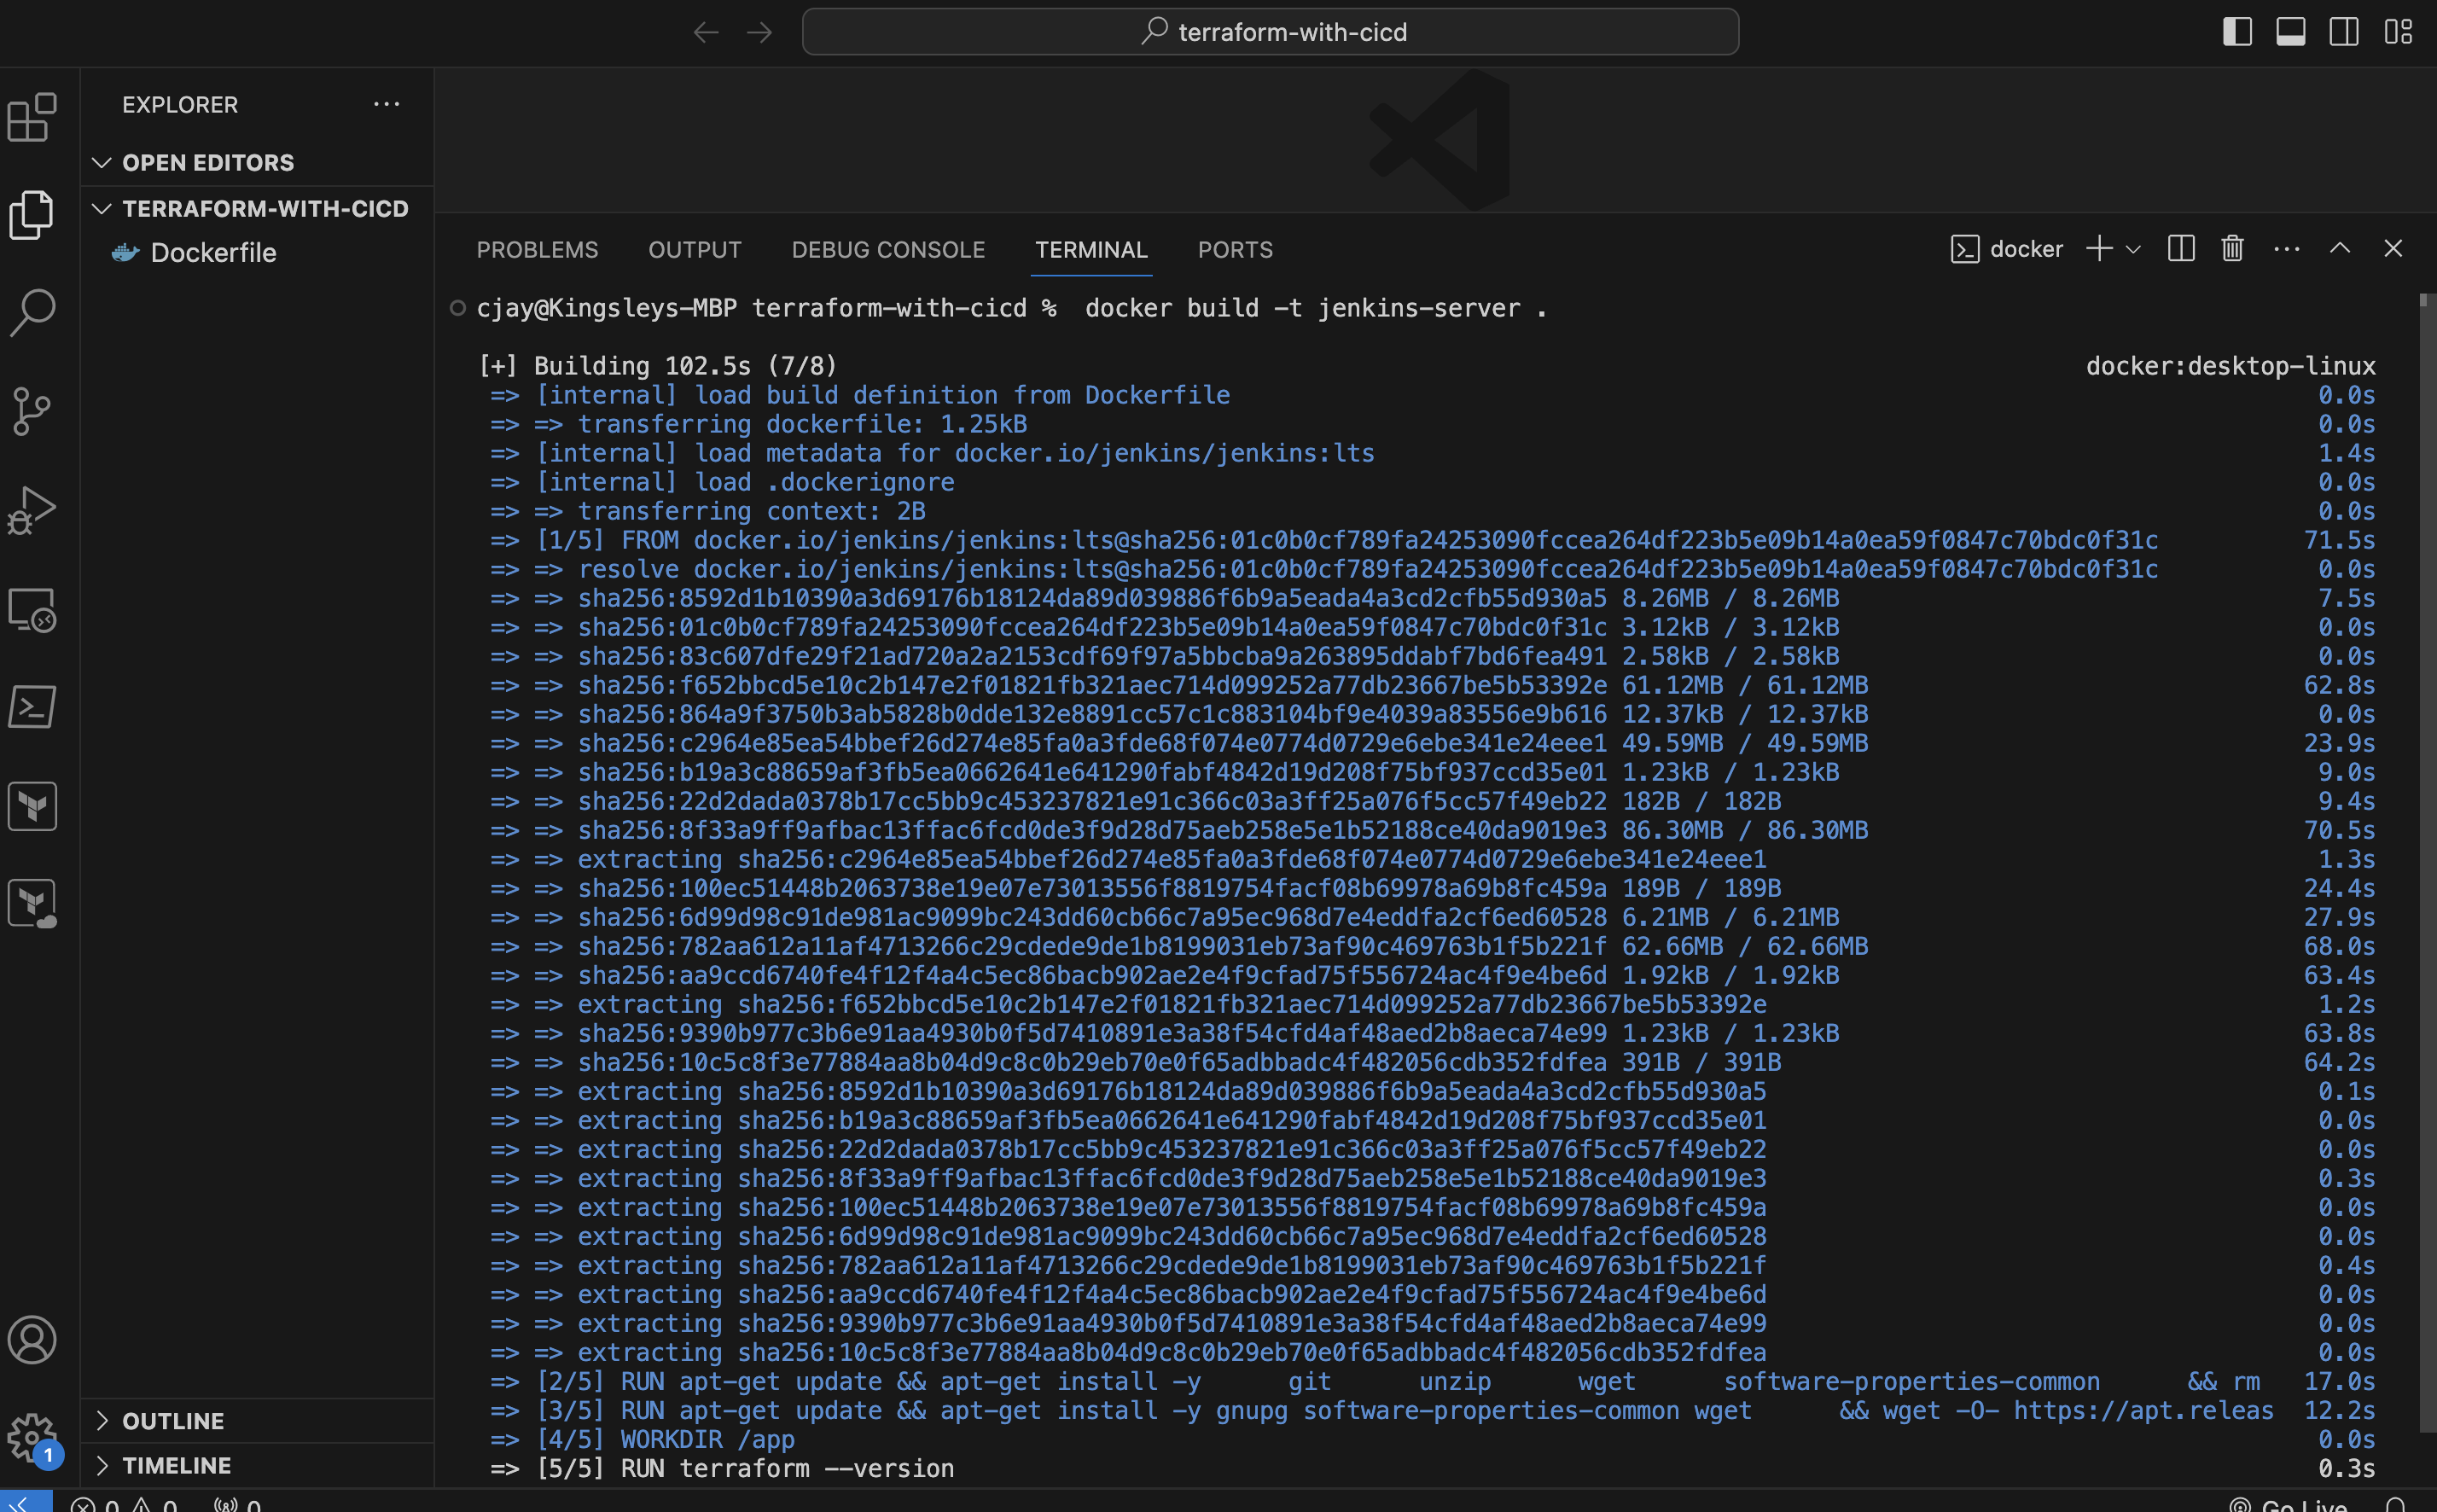 terraform-with-cicd
EXPLORER
OPEN EDITORS
TERRAFORM-WITH-CICD
Dockerfile
PROBLEMS OUTPUT DEBUG CONSOLE TERMINAL PORTS
docker
cjay@Kingsleys-MBP terraform-with-cicd % docker build -t jenkins-server .
[+] Building 102.5s (7/8) docker:desktop-linux
=> [internal] load build definition from Dockerfile 0.0s
=> => transferring dockerfile: 1.25kB 0.0s
=> [internal] load metadata for docker.io/jenkins/jenkins:lts 1.4s
=> [internal] load .dockerignore 0.0s
=> => transferring context: 2B 0.0s
=> [1/5] FROM docker.io/jenkins/jenkins:lts@sha256:01c0b0cf789fa24253090fccea264df223b5e09b14a0ea59f0847c70bdc0f31c 71.5s
=> => resolve docker.io/jenkins/jenkins:lts@sha256:01c0b0cf789fa24253090fccea264df223b5e09b14a0ea59f0847c70bdc0f31c 0.0s
=> => sha256:8592d1b10390a3d69176b18124da89d039886f6b9a5eada4a3cd2cfb55d930a5 8.26MB / 8.26MB 7.5s
=> => sha256:01c0b0cf789fa24253090fccea264df223b5e09b14a0ea59f0847c70bdc0f31c 3.12kB / 3.12kB 0.0s
=> => sha256:83c607dfe29f21ad720a2a2153cdf69f97a5bbcba9a263895ddabf7bd6fea491 2.58kB / 2.58kB 0.0s
=> => sha256:f652bbcd5e10c2b147e2f01821fb321aec714d099252a77db23667be5b53392e 61.12MB / 61.12MB 62.8s
=> => sha256:864a9f3750b3ab5828b0dde132e8891cc57c1c883104bf9e4039a83556e9b616 12.37kB / 12.37kB 0.0s
=> => sha256:c2964e85ea54bbef26d274e85fa0a3fde68f074e0774d0729e6ebe341e24eee1 49.59MB / 49.59MB 23.9s
=> => sha256:b19a3c88659af3fb5ea0662641e641290fabf4842d19d208f75bf937ccd35e01 1.23kB / 1.23kB 9.0s
=> => sha256:22d2dada0378b17cc5bb9c453237821e91c366c03a3ff25a076f5cc57f49eb22 182B / 182B 9.4s
=> => sha256:8f33a9ff9afbac13ffac6fcd0de3f9d28d75aeb258e5e1b52188ce40da9019e3 86.30MB / 86.30MB 70.5s
=> => extracting sha256:c2964e85ea54bbef26d274e85fa0a3fde68f074e0774d0729e6ebe341e24eee1 1.3s
=> => sha256:100ec51448b2063738e19e07e73013556f8819754facf08b69978a69b8fc459a 189B / 189B 24.4s
=> => sha256:6d99d98c91de981ac9099bc243dd60cb66c7a95ec968d7e4eddfa2cf6ed60528 6.21MB / 6.21MB 27.9s
=> => sha256:782aa612a11af4713266c29cdede9de1b8199031eb73af90c469763b1f5b221f 62.66MB / 62.66MB 68.0s
=> => sha256:aa9ccd6740fe4f12f4a4c5ec86bacb902ae2e4f9cfad75f556724ac4f9e4be6d 1.92kB / 1.92kB 63.4s
=> => extracting sha256:f652bbcd5e10c2b147e2f01821fb321aec714d099252a77db23667be5b53392e 1.2s
=> => sha256:9390b977c3b6e91aa4930b0f5d7410891e3a38f54cfd4af48aed2b8aeca74e99 1.23kB / 1.23kB 63.8s
=> => sha256:10c5c8f3e77884aa8b04d9c8c0b29eb70e0f65adbbadc4f482056cdb352fdfea 391B / 391B 64.2s
=> => extracting sha256:8592d1b10390a3d69176b18124da89d039886f6b9a5eada4a3cd2cfb55d930a5 0.1s
=> => extracting sha256:b19a3c88659af3fb5ea0662641e641290fabf4842d19d208f75bf937ccd35e01 0.0s
=> => extracting sha256:22d2dada0378b17cc5bb9c453237821e91c366c03a3ff25a076f5cc57f49eb22 0.0s
=> => extracting sha256:8f33a9ff9afbac13ffac6fcd0de3f9d28d75aeb258e5e1b52188ce40da9019e3 0.3s
=> => extracting sha256:100ec51448b2063738e19e07e73013556f8819754facf08b69978a69b8fc459a 0.0s
=> => extracting sha256:6d99d98c91de981ac9099bc243dd60cb66c7a95ec968d7e4eddfa2cf6ed60528 0.0s
=> => extracting sha256:782aa612a11af4713266c29cdede9de1b8199031eb73af90c469763b1f5b221f 0.4s
=> => extracting sha256:aa9ccd6740fe4f12f4a4c5ec86bacb902ae2e4f9cfad75f556724ac4f9e4be6d 0.0s
=> => extracting sha256:9390b977c3b6e91aa4930b0f5d7410891e3a38f54cfd4af48aed2b8aeca74e99 0.0s
=> => extracting sha256:10c5c8f3e77884aa8b04d9c8c0b29eb70e0f65adbbadc4f482056cdb352fdfea 0.0s
=> [2/5] RUN apt-get update && apt-get install -y git unzip wget software-properties-common && rm 17.0s
=> [3/5] RUN apt-get update && apt-get install -y gnupg software-properties-common wget && wget -O- https://apt.releas 12.2s
=> [4/5] WORKDIR /app 0.0s
=> [5/5] RUN terraform --version 0.3s
OUTLINE
TIMELINE
1
0 0 0
Go Live